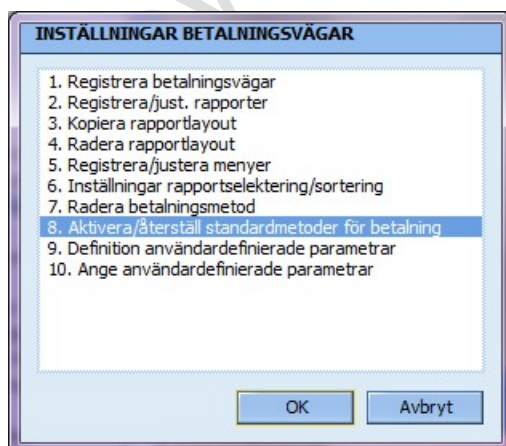 INSTÄLLNINGAR BETALNINGSVÄGAR
1. Registrera betalningsvägar
2. Registrera/just. rapporter
3. Kopiera rapportlayout
4. Radera rapportlayout
5. Registrera/justera menyer
6. Inställningar rapportselektering/sortering
7. Radera betalningsmetod
8. Aktivera/återställ standardmetoder för betalning
9. Definition användardefinierade parametrar
10. Ange användardefinierade parametrar
OK Avbryt